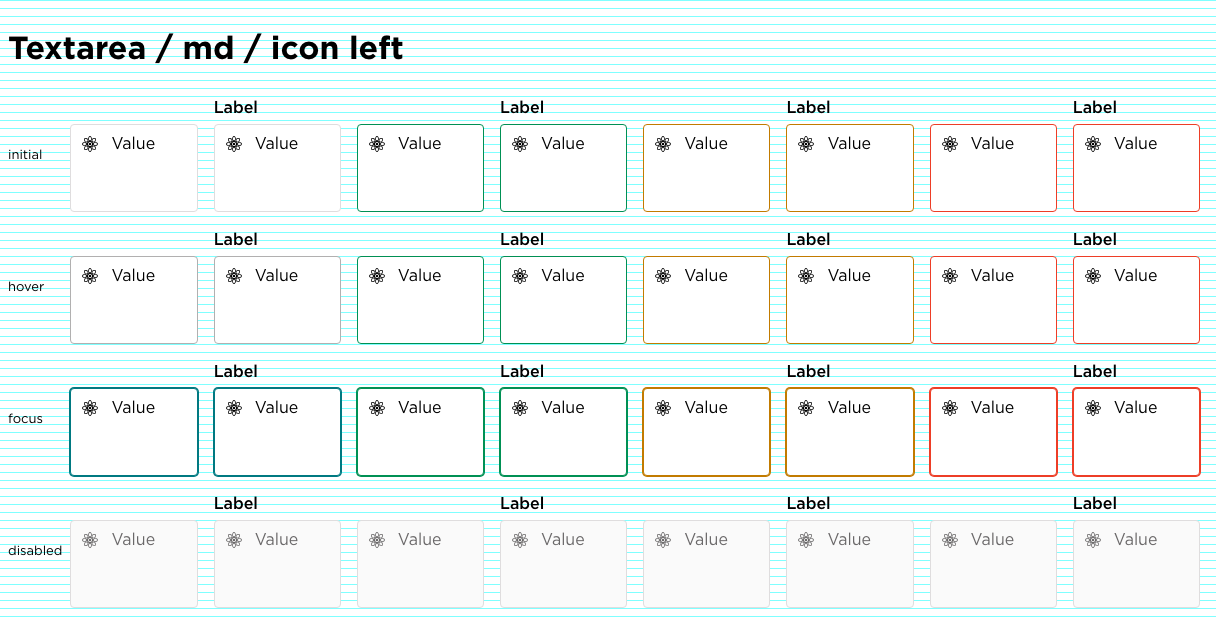 Textarea / md / icon left
Label Label Label Label
initial Value Value Value Value Value Value Value Value
Label Label Label Label
hover Value Value Value Value Value Value Value Value
Label Label Label Label
focus Value Value Value Value Value Value Value Value
Label Label Label Label
disabled Value Value Value Value Value Value Value Value